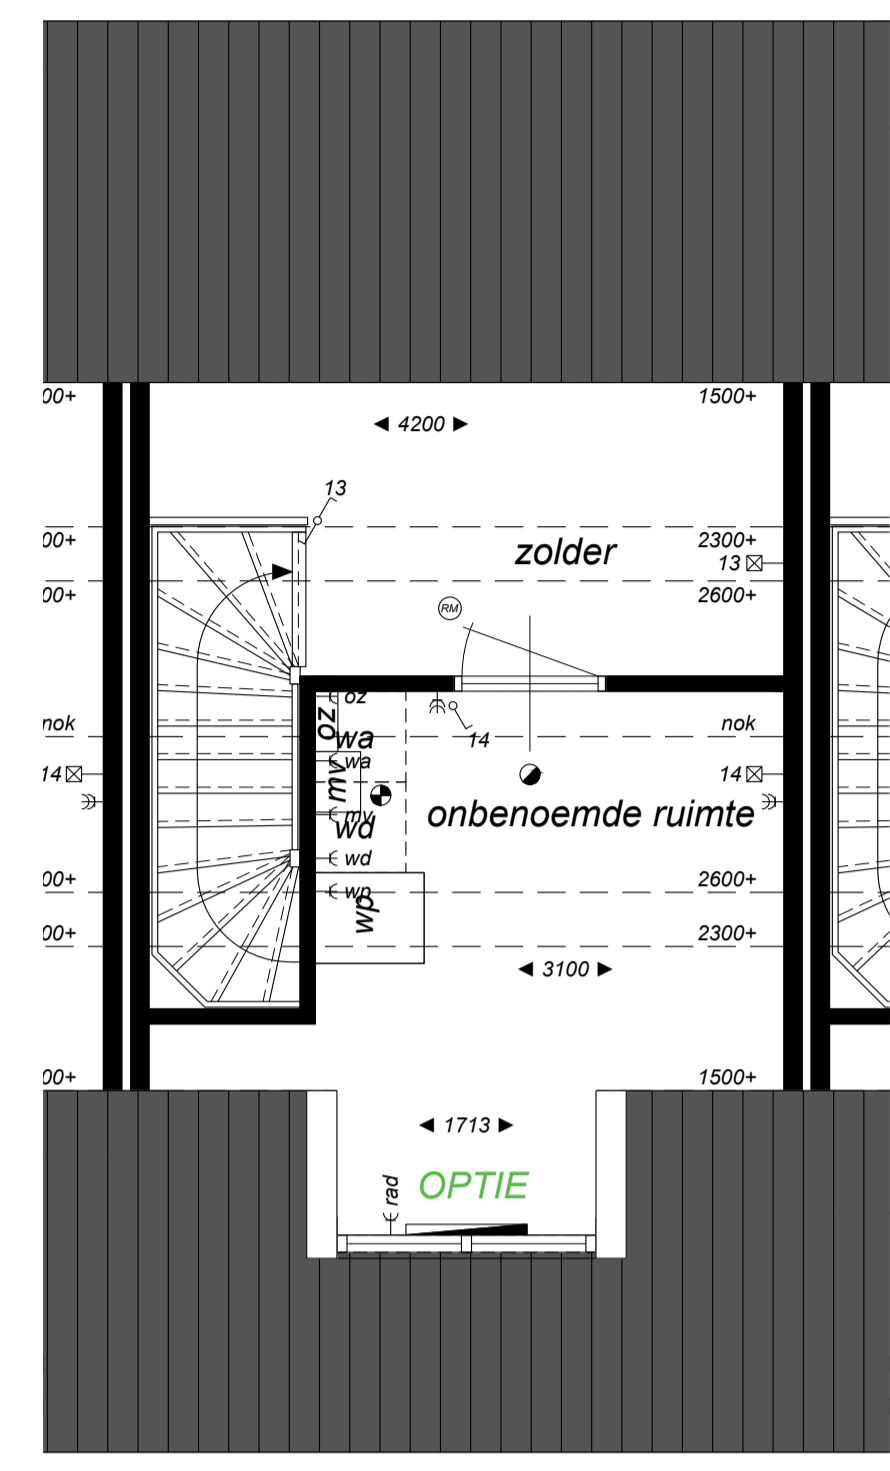 00+ 1500+
4200
13
00+ zolder 2300+
13
00+ RM 2600+
oz
oz 14
nok wa nok
wa
14 mv 14
mv
wd onbenoemde ruimte
wd
00+ wp 2600+
wp
00+ 2300+
3100
00+ 1500+
1713
rad OPTIE